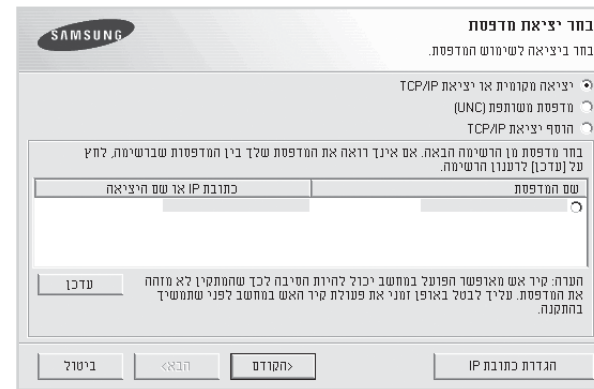 SAMSUNG
בחר יציאת מדפסת
בחר ביציאה לשימוש המדפסת.
יציאה מקומית או יציאת TCP/IP
מדפסת משותפת (UNC)
הוסף יציאת TCP/IP
בחר מדפסת מן הרשימה הבאה. אם אינך רואה את המדפסת שלך בין המדפסות שברשימה, לחץ
על [עדכן] לרענון הרשימה.
שם המדפסת
כתובת IP או שם היציאה
הערה: קיר אש מאופשר הפועל במחשב יכול להיות הסיבה לכך שהמתקין לא מזהה
את המדפסת. עליך לבטל באופן זמני את פעולת קיר האש במחשב לפני שתמשיך
בהתקנה.
עדכן
הגדרת כתובת IP
<הקודם
הבא>
ביטול